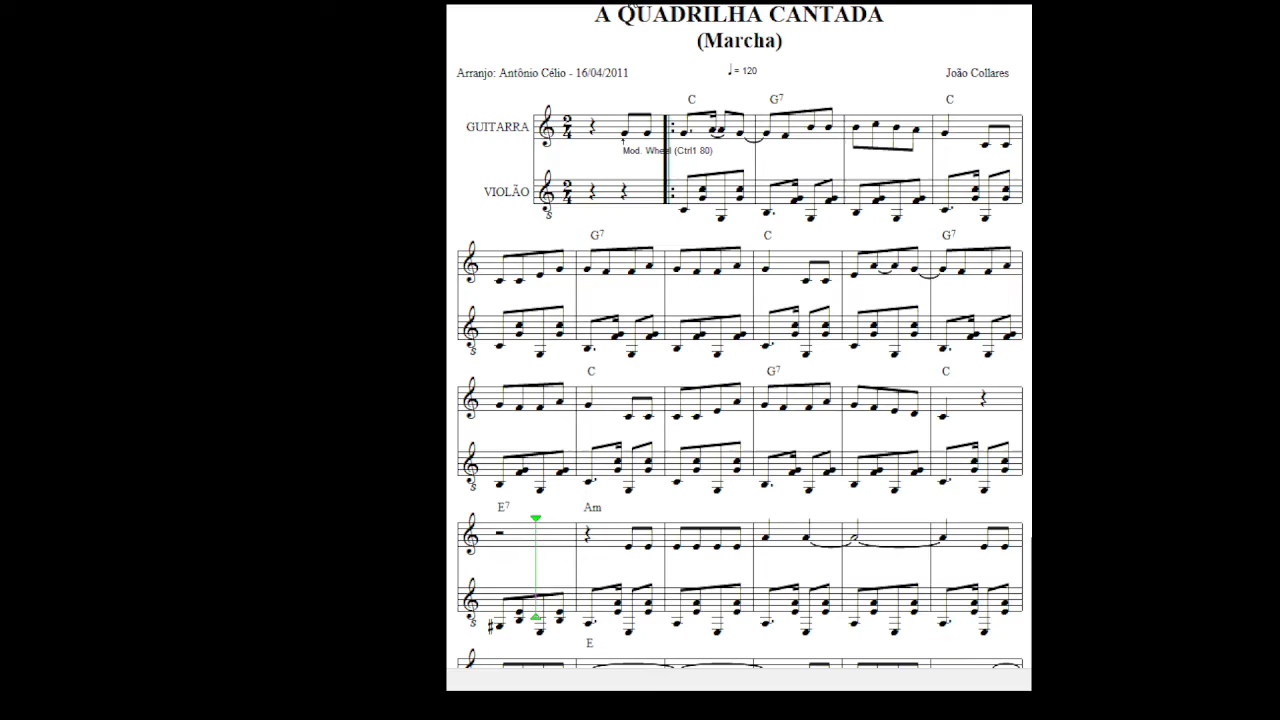 A QUADRILHA CANTADA
(Marcha)
Arranjo: Antônio Célio - 16/04/2011
♩ = 120
João Collares
C G7 C
GUITARRA
Mod. Wheel (Ctrl1 80)
VIOLÃO
G7 C G7
C G7 C
E7 Am
E